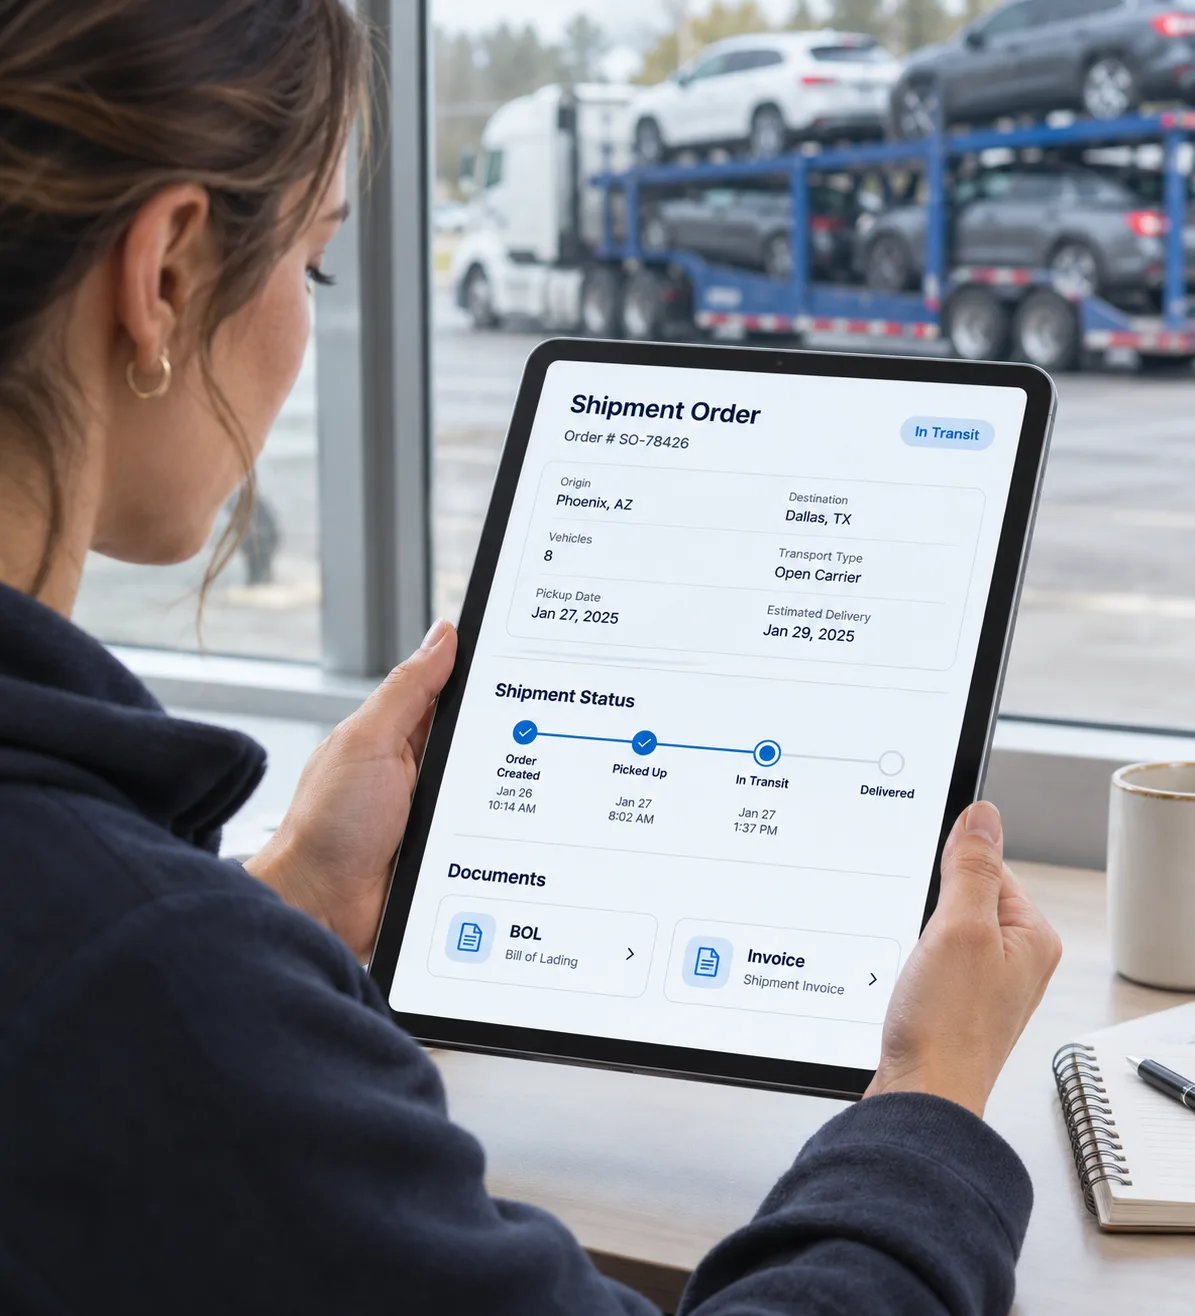 Shipment Order
Order # SO-78426
In Transit
Origin
Phoenix, AZ
Destination
Dallas, TX
Vehicles
8
Transport Type
Open Carrier
Pickup Date
Jan 27, 2025
Estimated Delivery
Jan 29, 2025
Shipment Status
Order
Created
Jan 26
10:14 AM
Picked Up
Jan 27
8:02 AM
In Transit
Jan 27
1:37 PM
Delivered
Documents
BOL
Bill of Lading
Invoice
Shipment Invoice